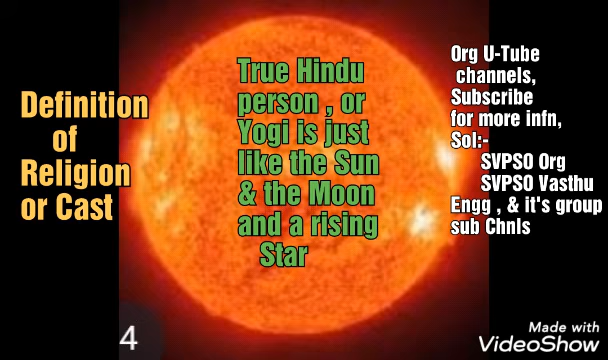 Definition
of
Religion
or Cast
True Hindu
person , or
Yogi is just
like the Sun
& the Moon
and a rising
Star
Org U-Tube
channels,
Subscribe
for more infn,
Sol:-
SVPSO Org
SVPSO Vasthu
Engg , & it's group
sub Chnls
4
Made with
VideoShow